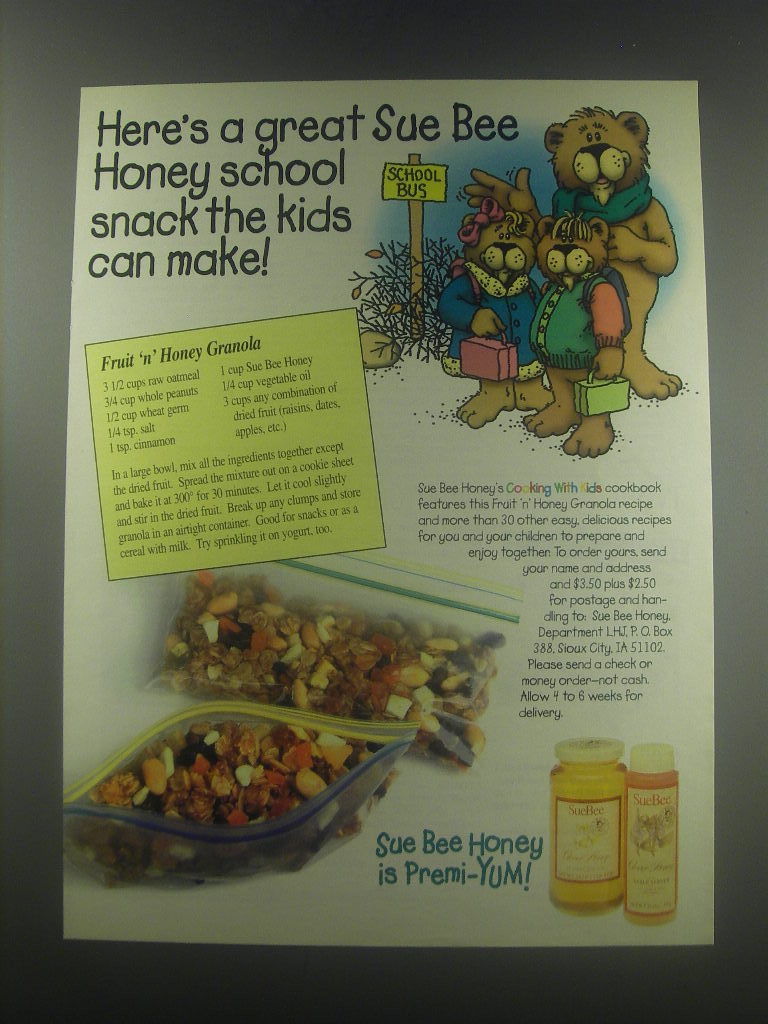 Here's a great Sue Bee
Honey school
snack the kids
can make!
SCHOOL
BUS
Fruit 'n' Honey Granola
3 1/2 cups raw oatmeal
3/4 cup whole peanuts
1/2 cup wheat germ
1/4 tsp. salt
1 tsp. cinnamon
1 cup Sue Bee Honey
1/4 cup vegetable oil
3 cups any combination of
dried fruit (raisins, dates,
apples, etc.)
In a large bowl, mix all the ingredients together except
the dried fruit. Spread the mixture out on a cookie sheet
and bake it at 300° for 30 minutes. Let it cool slightly
and stir in the dried fruit. Break up any clumps and store
granola in an airtight container. Good for snacks or as a
cereal with milk. Try sprinkling it on yogurt, too.
Sue Bee Honey's Cooking With Kids cookbook
features this Fruit 'n' Honey Granola recipe
and more than 30 other easy, delicious recipes
for you and your children to prepare and
enjoy together. To order yours, send
your name and address
and $3.50 plus $2.50
for postage and han-
dling to: Sue Bee Honey,
Department LHJ, P. O. Box
388, Sioux City, IA 51102.
Please send a check or
money order—not cash.
Allow 4 to 6 weeks for
delivery.
SueBee
SueBee
Sue Bee Honey
is Premi-YUM!